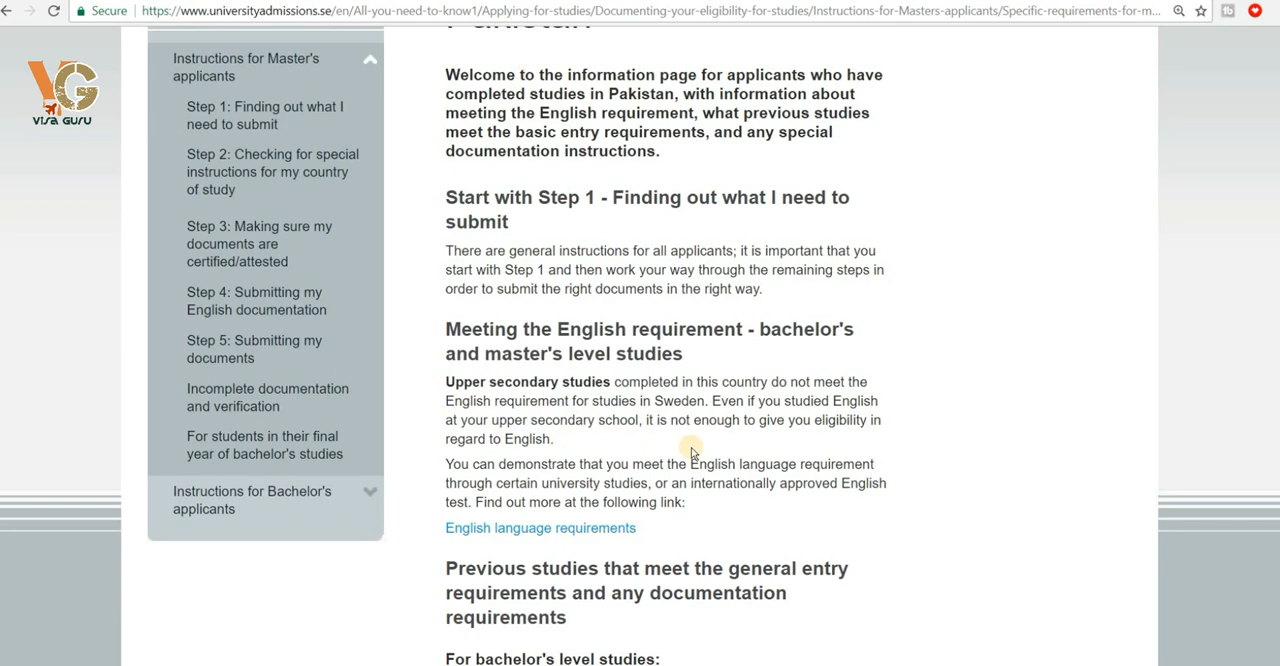 Secure
https://www.universityadmissions.se/en/All-you-need-to-know1/Applying-for-studies/Documenting-your-eligibility-for-studies/Instructions-for-Masters-applicants/Specific-requirements-for-m...
VG
VISA GURU
Instructions for Master's
applicants
Step 1: Finding out what I
need to submit
Step 2: Checking for special
instructions for my country
of study
Step 3: Making sure my
documents are
certified/attested
Step 4: Submitting my
English documentation
Step 5: Submitting my
documents
Incomplete documentation
and verification
For students in their final
year of bachelor's studies
Instructions for Bachelor's
applicants
Welcome to the information page for applicants who have
completed studies in Pakistan, with information about
meeting the English requirement, what previous studies
meet the basic entry requirements, and any special
documentation instructions.
Start with Step 1 - Finding out what I need to
submit
There are general instructions for all applicants; it is important that you
start with Step 1 and then work your way through the remaining steps in
order to submit the right documents in the right way.
Meeting the English requirement - bachelor's
and master's level studies
Upper secondary studies completed in this country do not meet the
English requirement for studies in Sweden. Even if you studied English
at your upper secondary school, it is not enough to give you eligibility in
regard to English.
You can demonstrate that you meet the English language requirement
through certain university studies, or an internationally approved English
test. Find out more at the following link:
English language requirements
Previous studies that meet the general entry
requirements and any documentation
requirements
For bachelor's level studies: